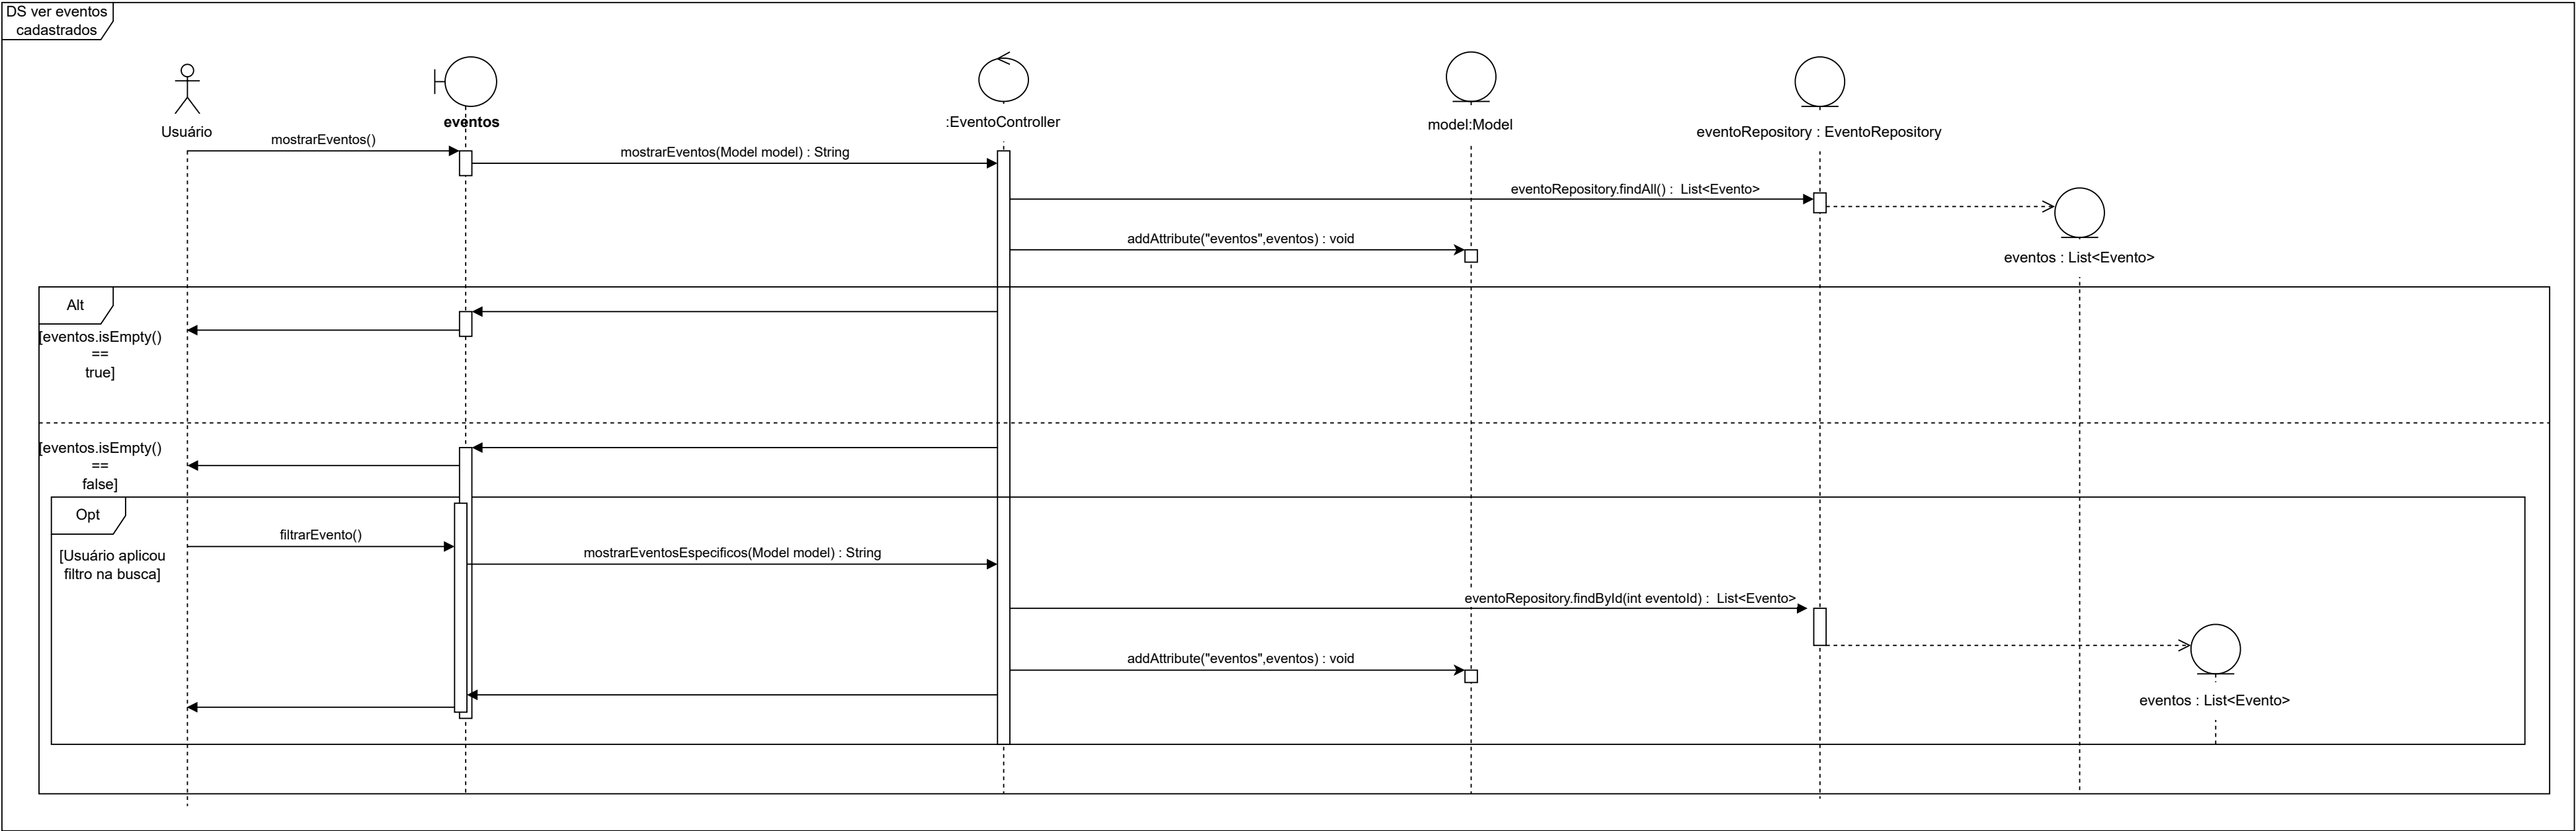 DS ver eventos
cadastrados
Usuário
eventos
:EventoController
model:Model
eventoRepository : EventoRepository
mostrarEventos()
mostrarEventos(Model model) : String
eventoRepository.findAll() :  List<Evento>
addAttribute("eventos",eventos) : void
eventos : List<Evento>
Alt
[eventos.isEmpty()
==
true]
[eventos.isEmpty()
==
false]
Opt
[Usuário aplicou
filtro na busca]
filtrarEvento()
mostrarEventosEspecificos(Model model) : String
eventoRepository.findById(int eventoId) :  List<Evento>
addAttribute("eventos",eventos) : void
eventos : List<Evento>